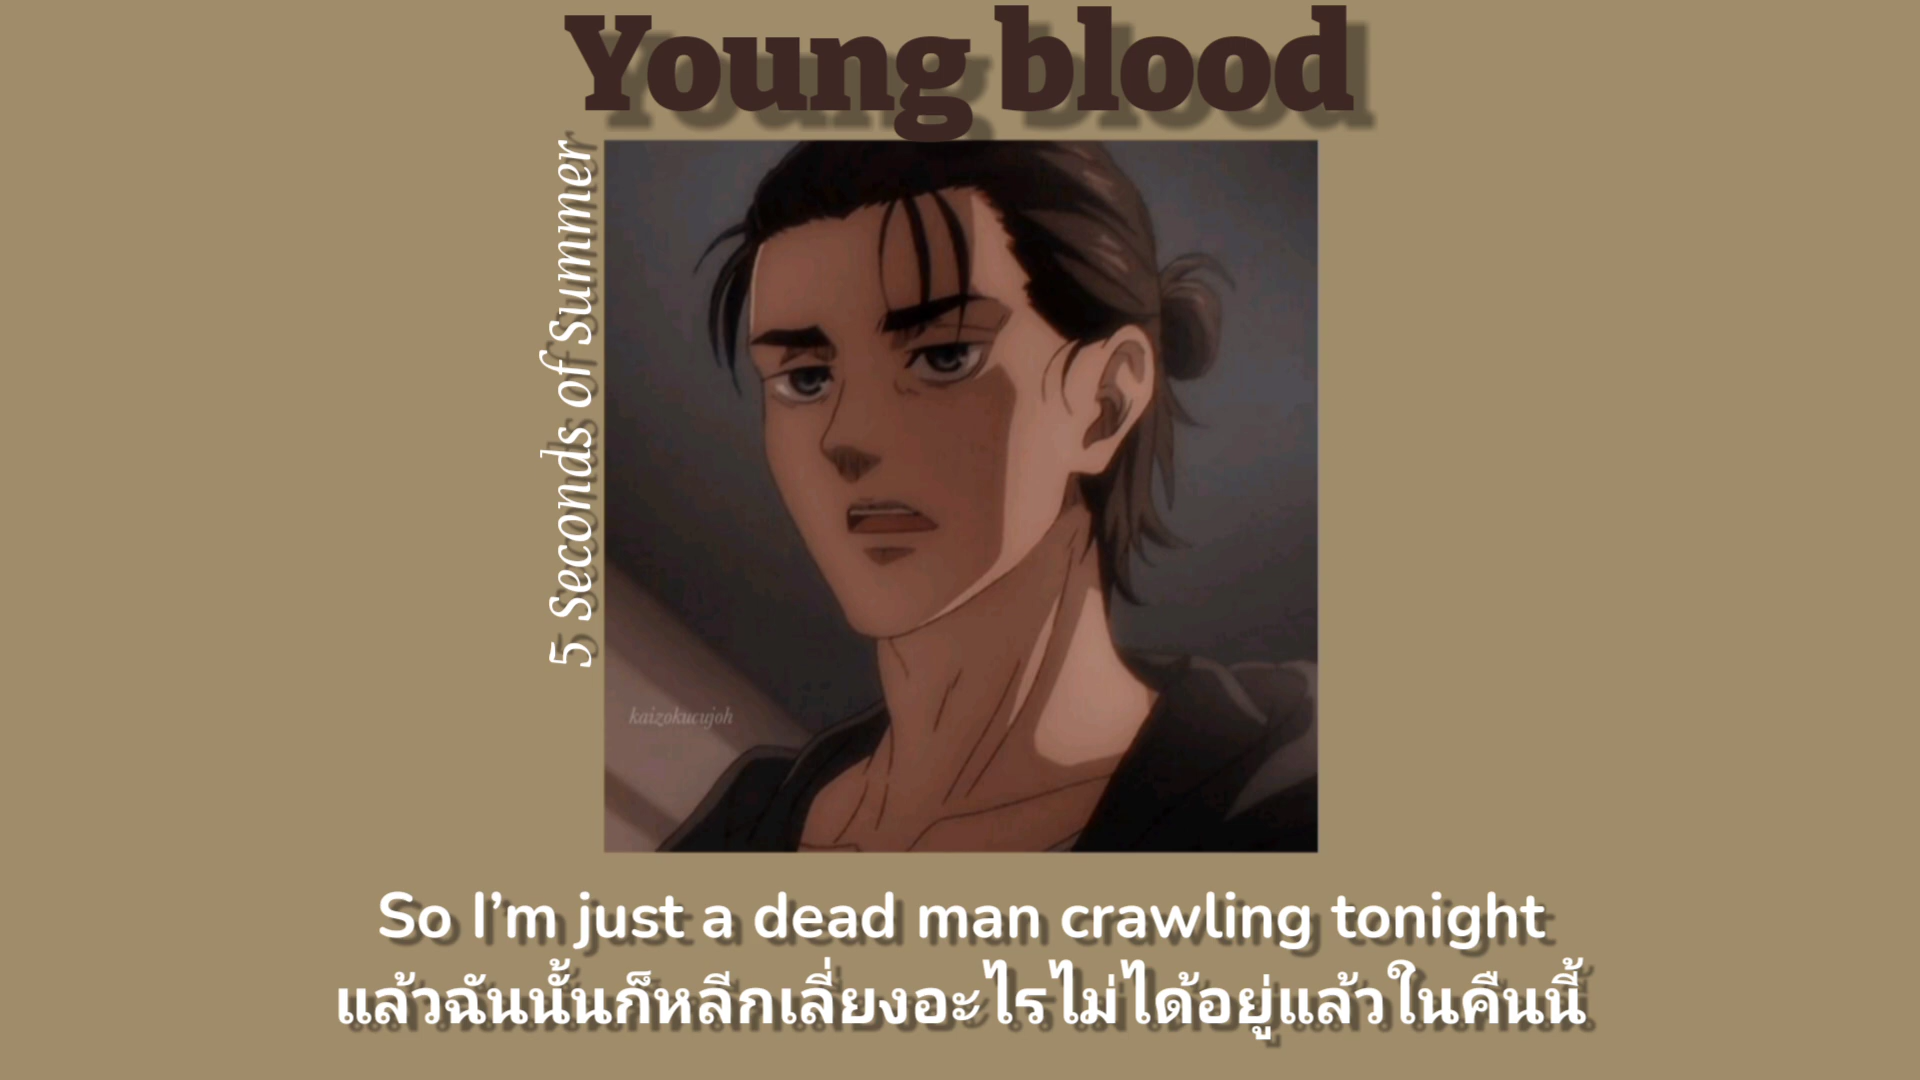 Young blood
5 Seconds of Summer
kaizokucujoh
So I’m just a dead man crawling tonight
แล้วฉันนั้นก็หลีกเลี่ยงอะไรไม่ได้อยู่แล้วในคืนนี้